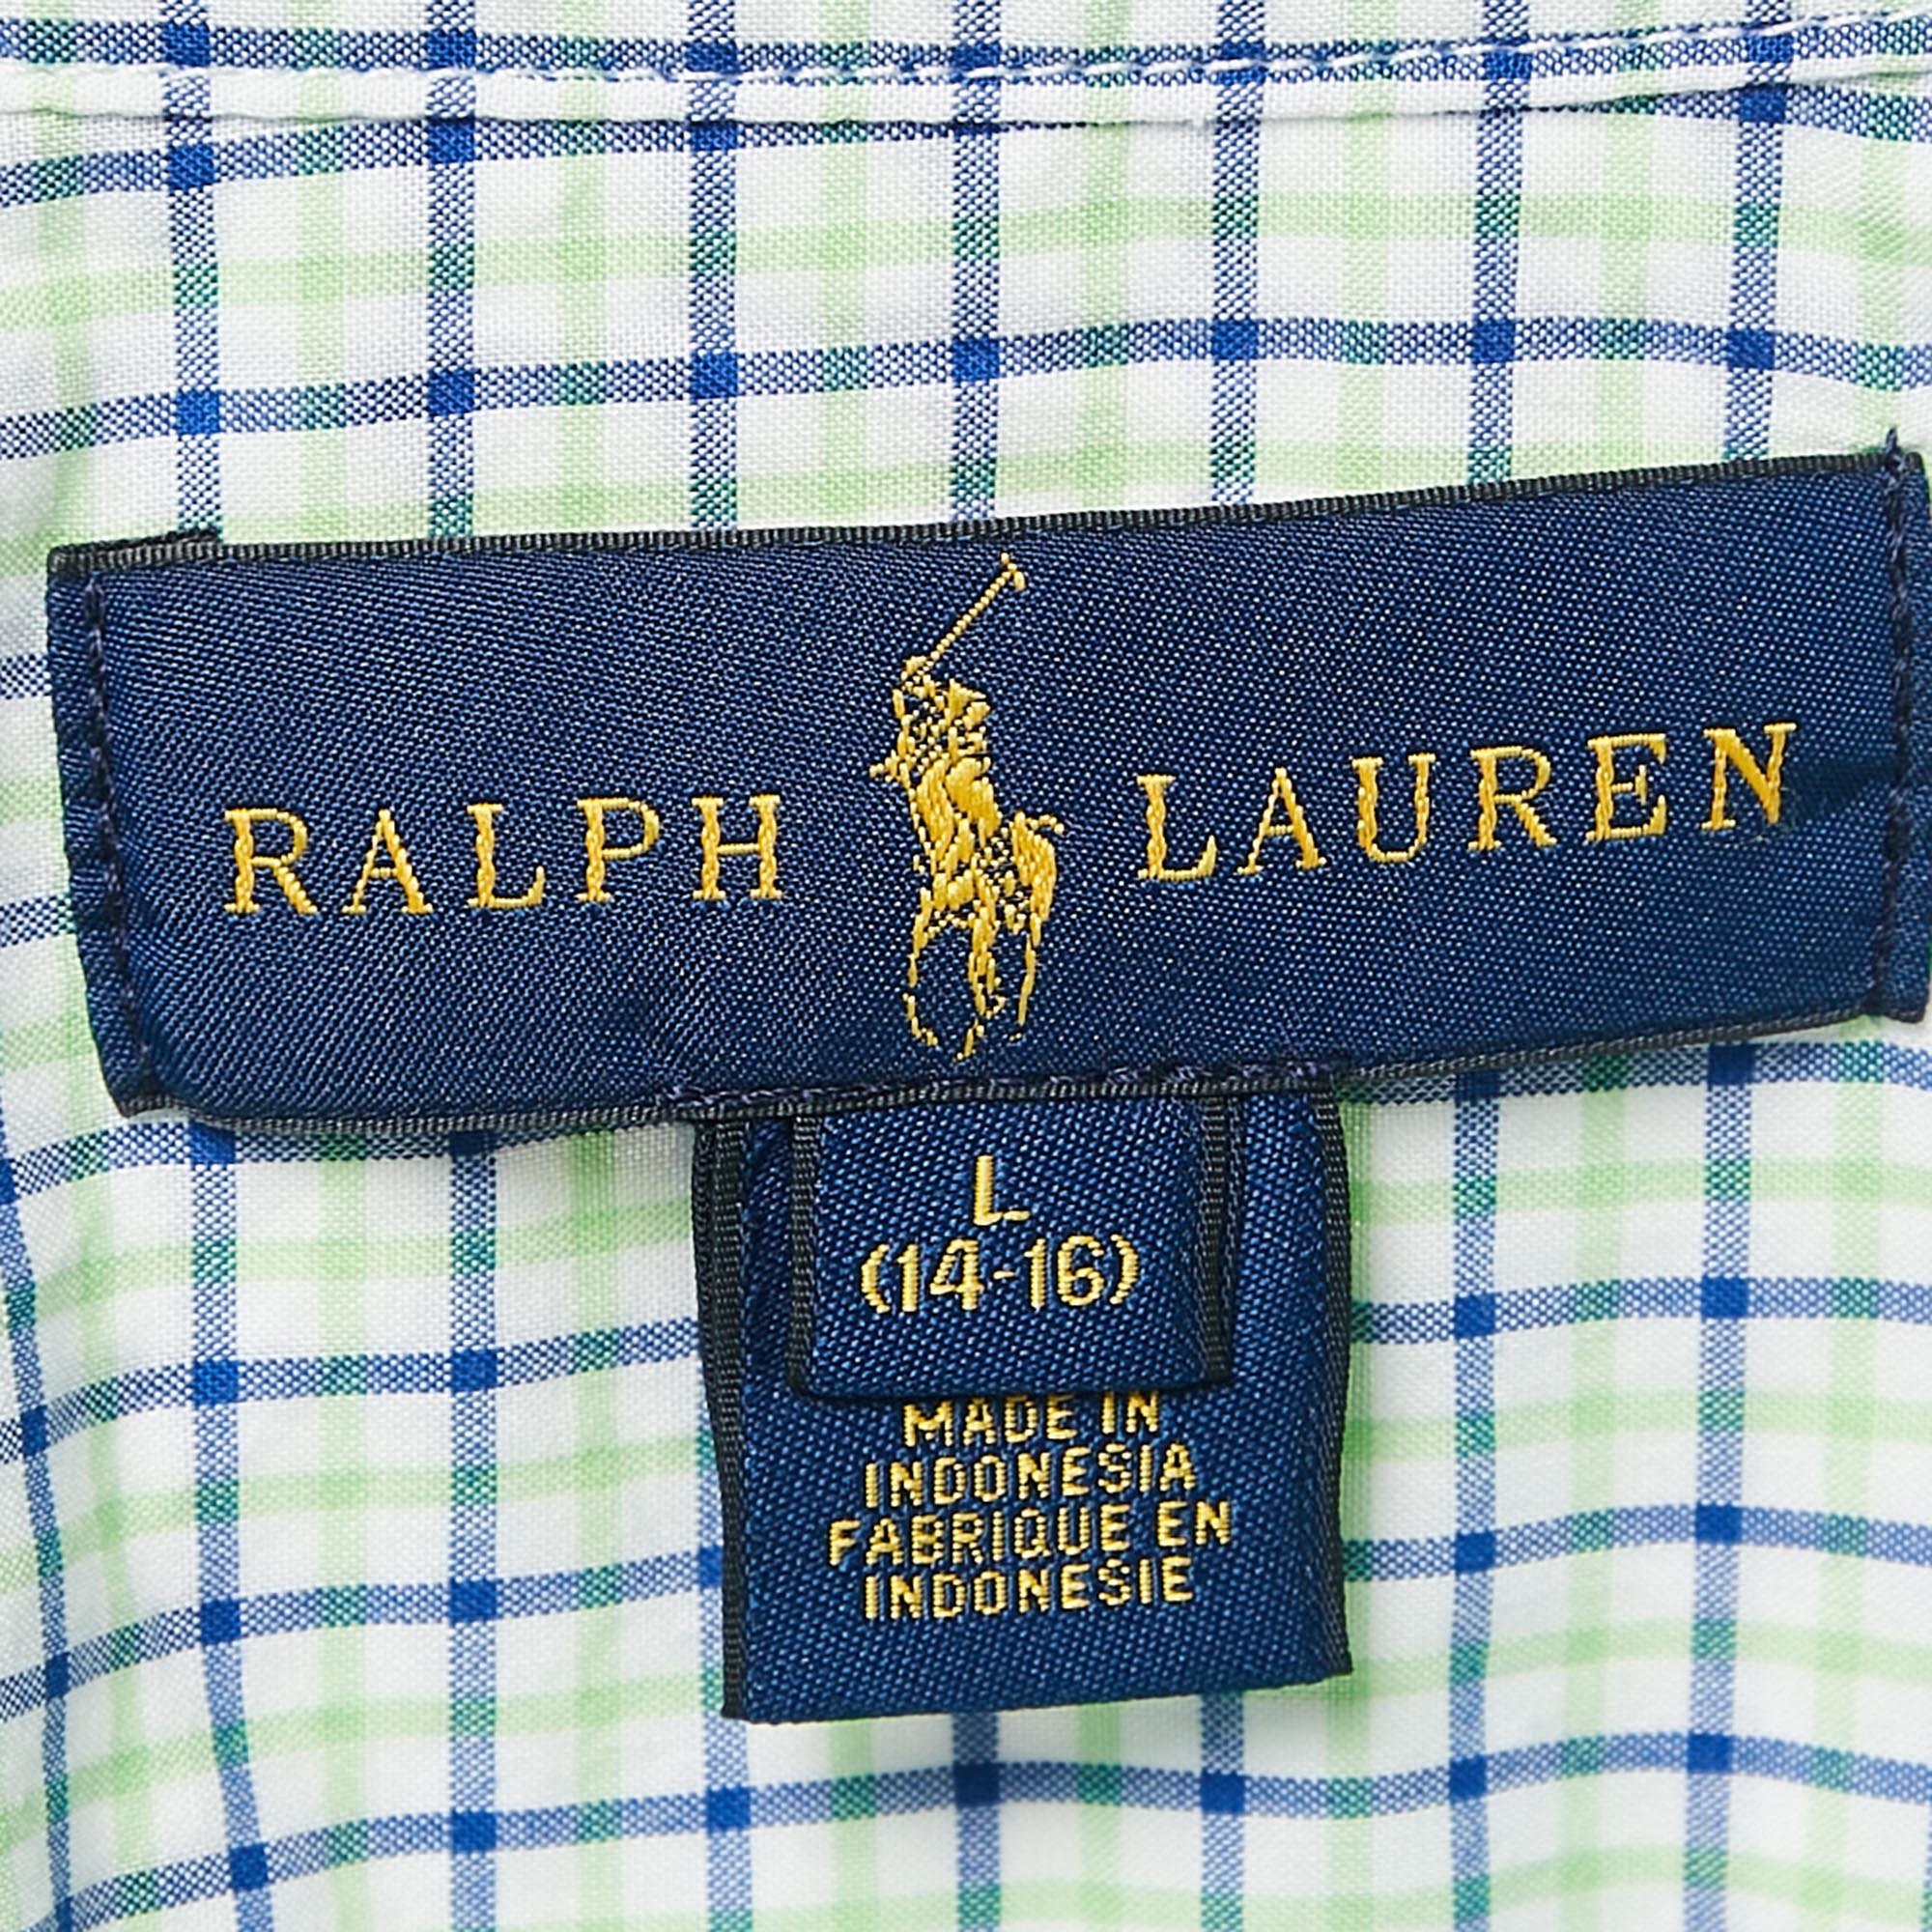 RALPH LAUREN
L
(14-16)
MADE IN
INDONESIA
FABRIQUE EN
INDONESIE